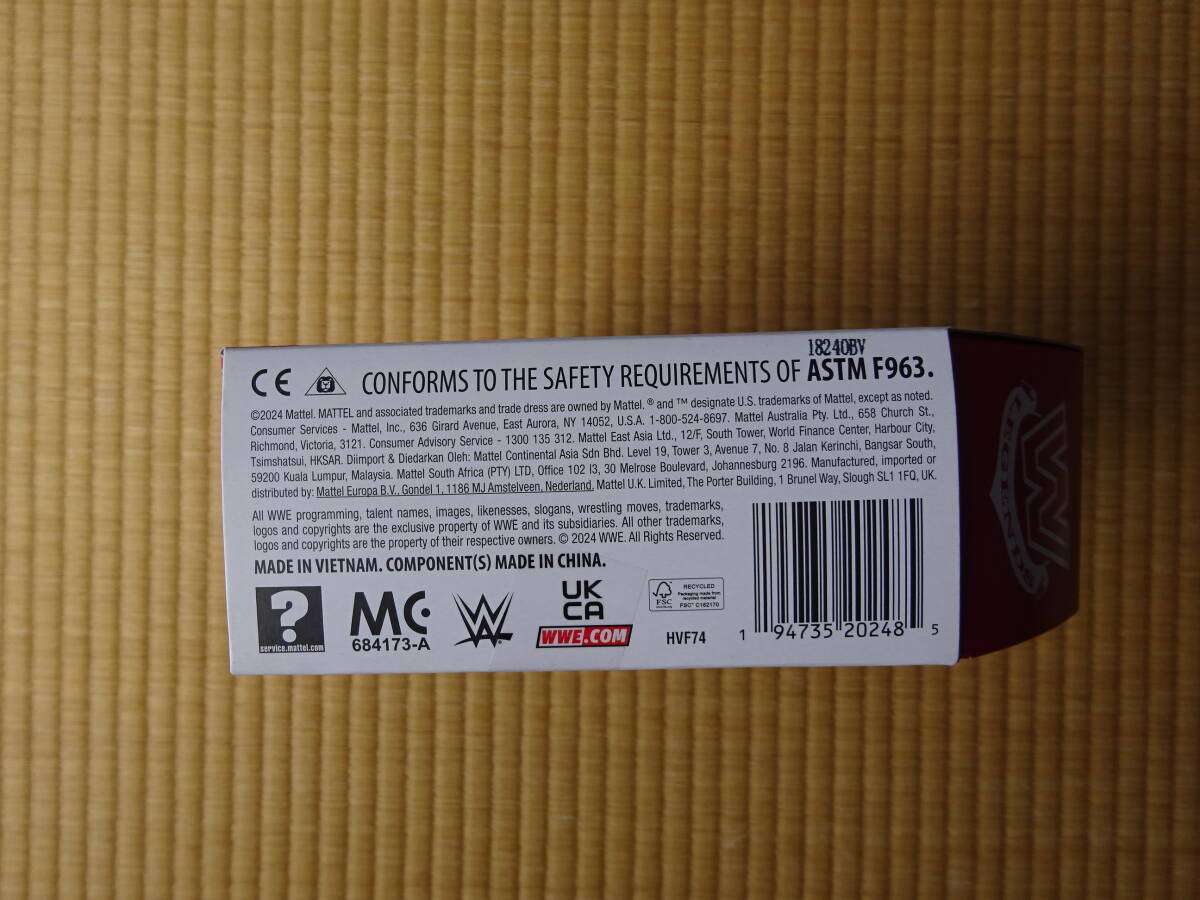 18240BV
CE CONFORMS TO THE SAFETY REQUIREMENTS OF ASTM F963.
©2024 Mattel. MATTEL and associated trademarks and trade dress are owned by Mattel. ® and ™ designate U.S. trademarks of Mattel, except as noted.
Consumer Services - Mattel, Inc., 636 Girard Avenue, East Aurora, NY 14052, U.S.A. 1-800-524-8697. Mattel Australia Pty. Ltd., 658 Church St.,
Richmond, Victoria, 3121. Consumer Advisory Service - 1300 135 312. Mattel East Asia Ltd., 12/F, South Tower, World Finance Center, Harbour City,
Tsimshatsui, HKSAR. Diimport & Diedarkan Oleh: Mattel Continental Asia Sdn Bhd. Level 19, Tower 3, Avenue 7, No. 8 Jalan Kerinchi, Bangsar South,
59200 Kuala Lumpur, Malaysia. Mattel South Africa (PTY) LTD, Office 102 I3, 30 Melrose Boulevard, Johannesburg 2196. Manufactured, imported or
distributed by: Mattel Europa B.V., Gondel 1, 1186 MJ Amstelveen, Nederland. Mattel U.K. Limited, The Porter Building, 1 Brunel Way, Slough SL1 1FQ, UK.
All WWE programming, talent names, images, likenesses, slogans, wrestling moves, trademarks,
logos and copyrights are the exclusive property of WWE and its subsidiaries. All other trademarks,
logos and copyrights are the property of their respective owners. © 2024 WWE. All Rights Reserved.
MADE IN VIETNAM. COMPONENT(S) MADE IN CHINA.
?
service.mattel.com
MC
684173-A
W
UK
CA
WWE.COM
FSC
RECYCLED
Packaging made from
recycled material
FSC® C162170
HVF74
1 94735 20248 5